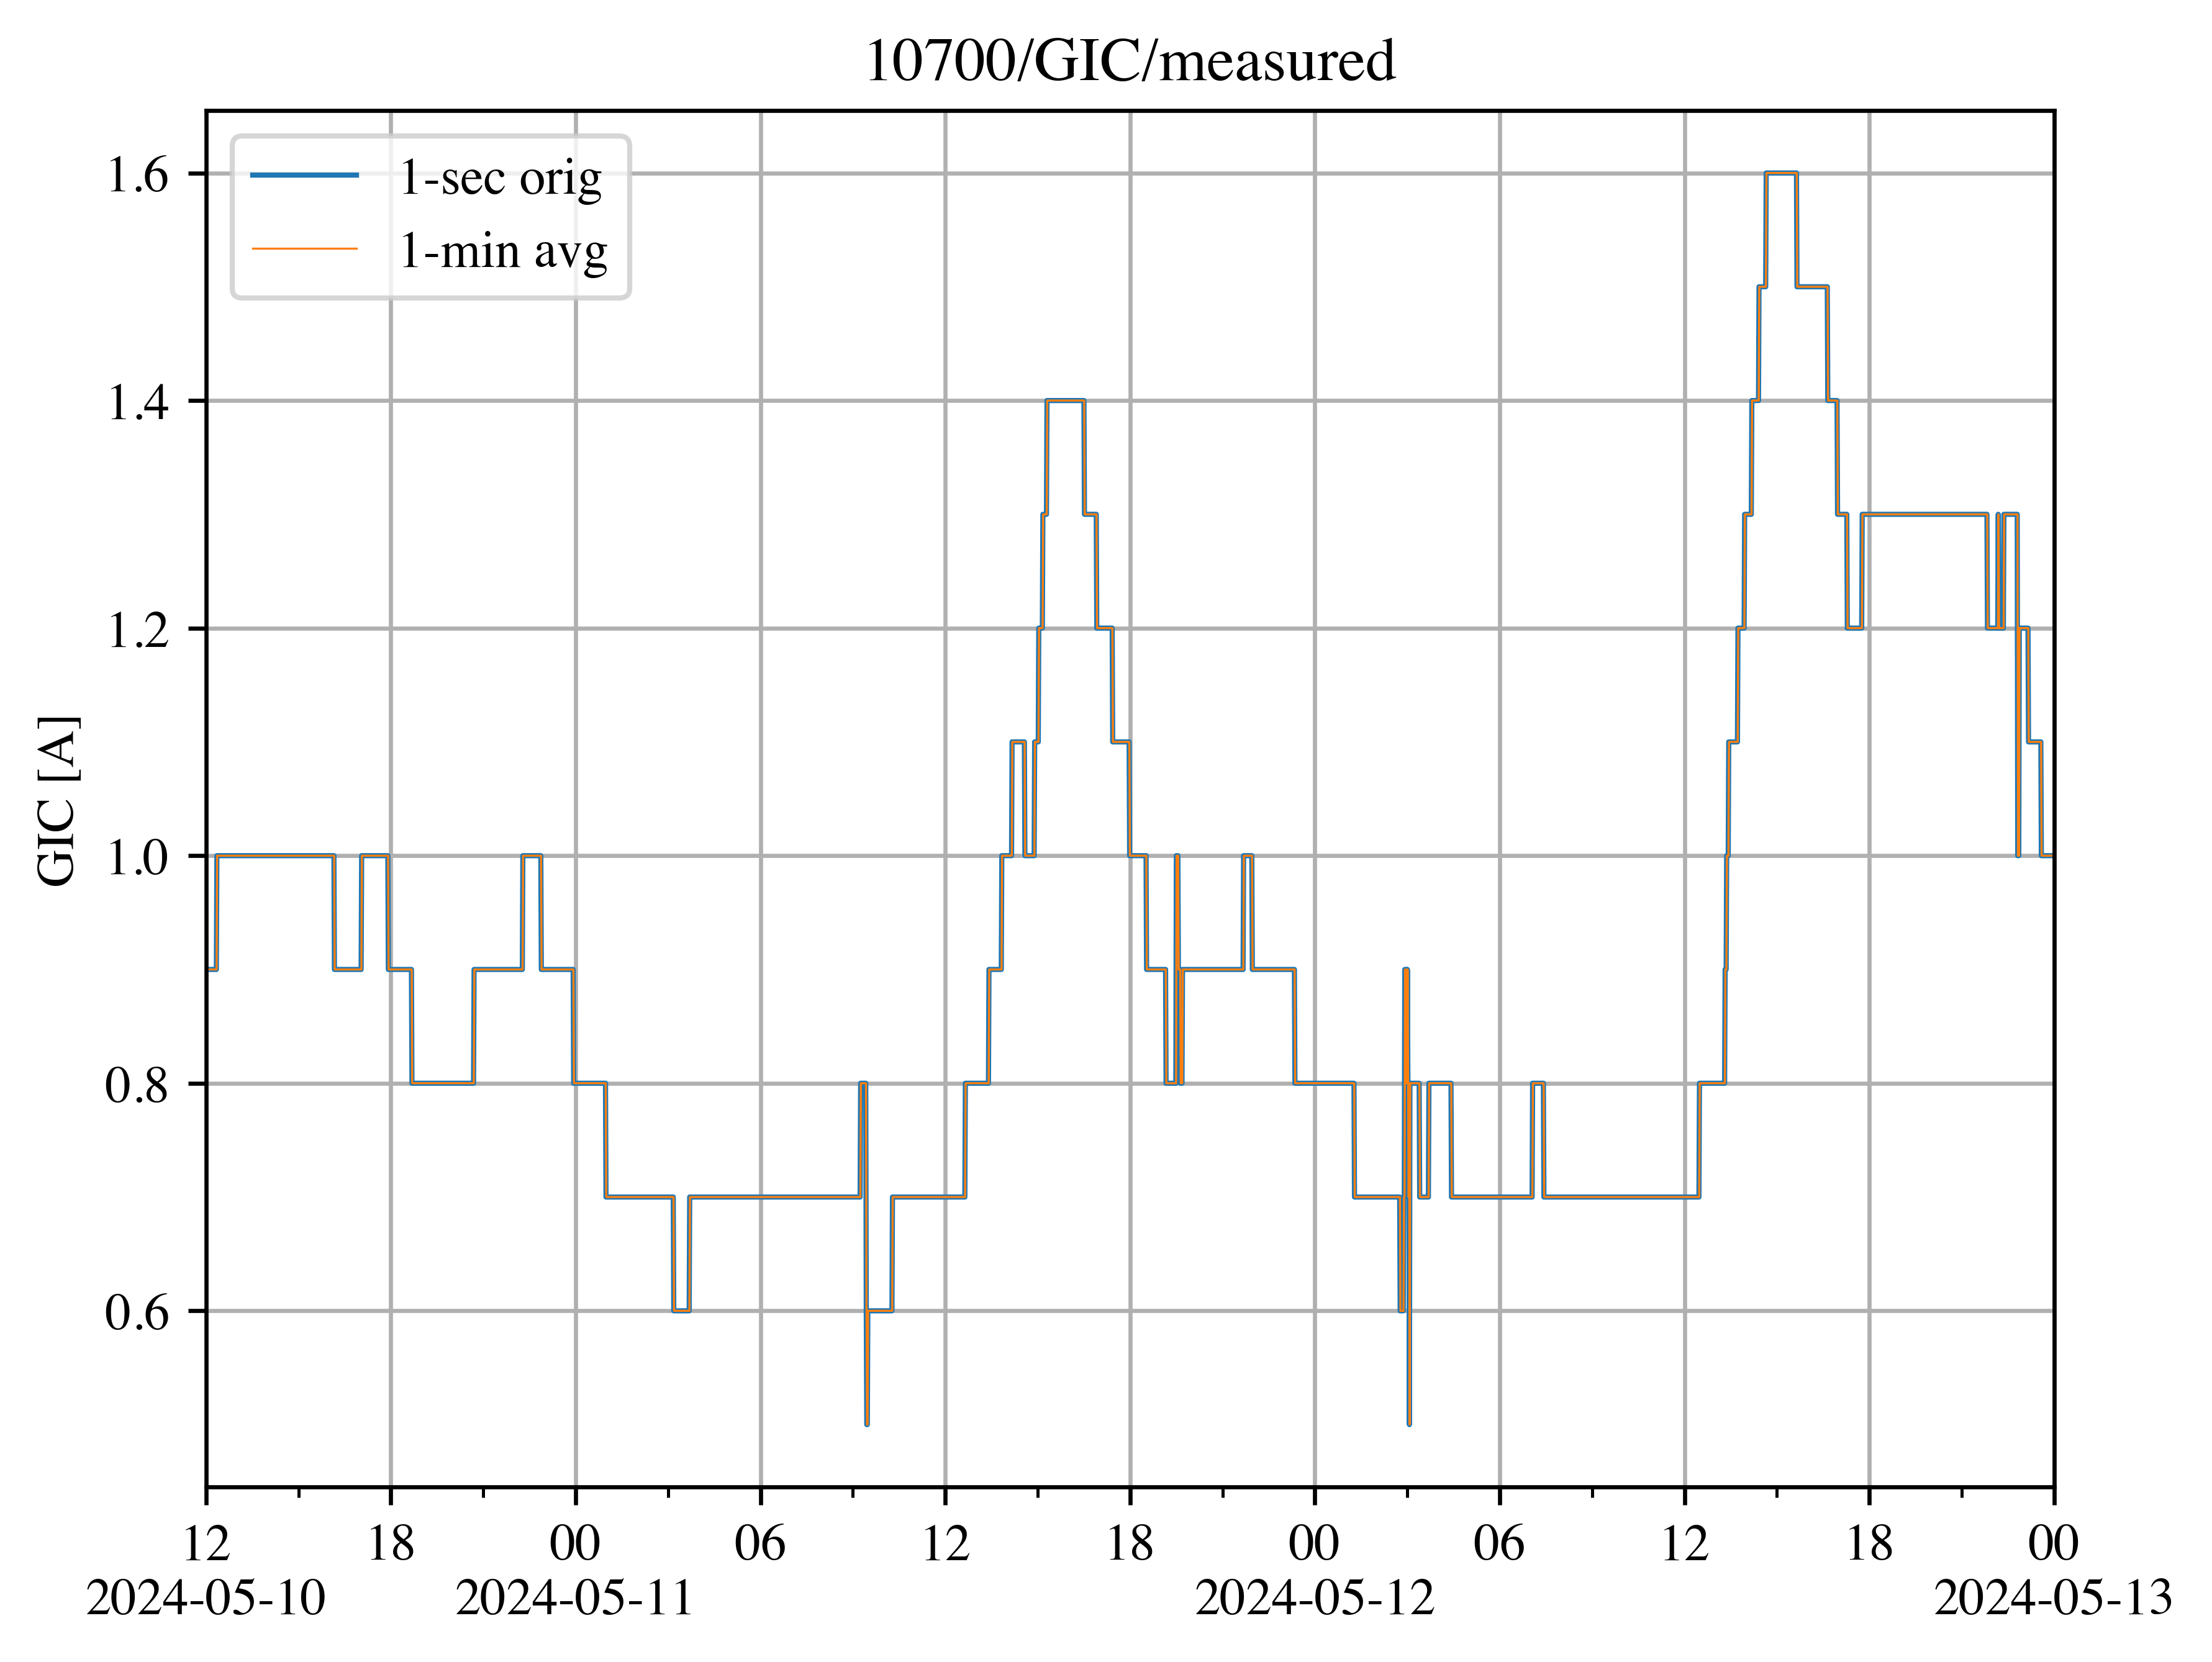 10700/GIC/measured
1-sec orig
1-min avg
GIC [A]
1.6
1.4
1.2
1.0
0.8
0.6
12 18 00 06 12 18 00 06 12 18 00
2024-05-10 2024-05-11 2024-05-12 2024-05-13